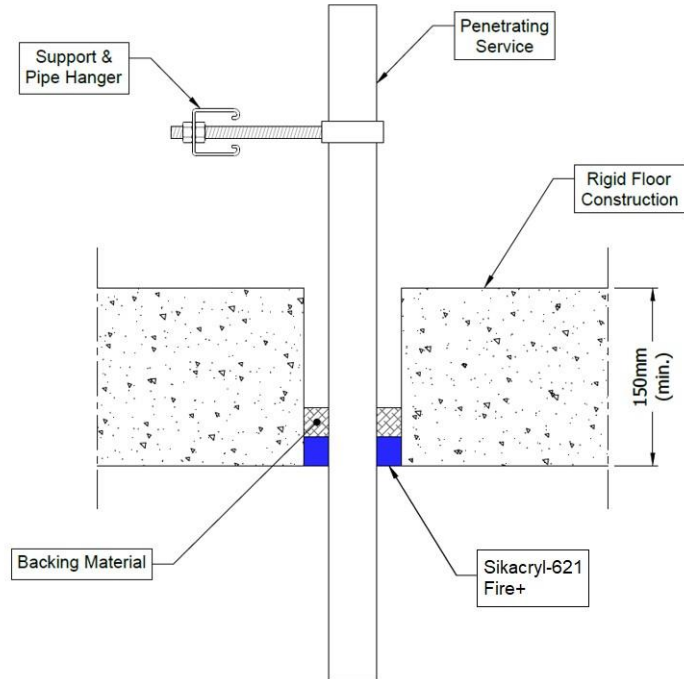 Penetrating
Service
Support &
Pipe Hanger
Rigid Floor
Construction
150mm
(min.)
Backing Material
Sikacryl-621
Fire+